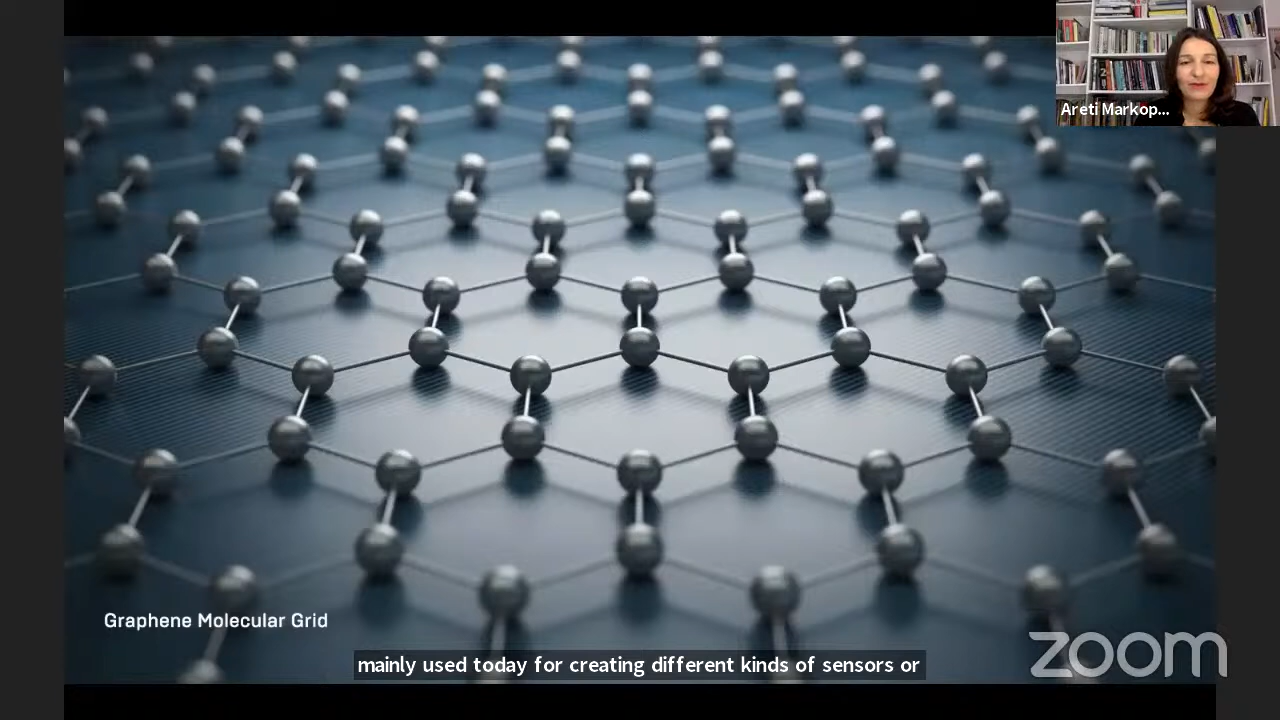 Areti Markop...
Graphene Molecular Grid
mainly used today for creating different kinds of sensors or
zoom